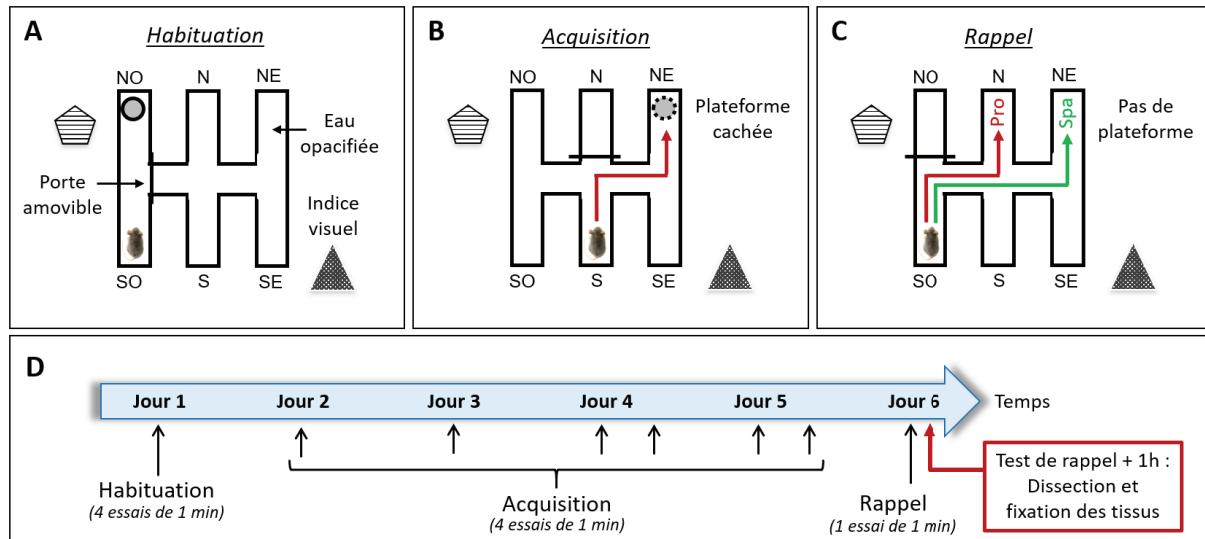 A
Habituation
NO
N
NE
Eau
opacifiée
Porte
amovible
Indice
visuel
SO
S
SE
B
Acquisition
NO
N
NE
Plateforme
cachée
SO
S
SE
C
Rappel
NO
N
NE
Pro
Spa
Pas de
plateforme
SO
S
SE
D
Jour 1
Jour 2
Jour 3
Jour 4
Jour 5
Jour 6
Temps
Habituation
(4 essais de 1 min)
Acquisition
(4 essais de 1 min)
Rappel
(1 essai de 1 min)
Test de rappel + 1h :
Dissection et
fixation des tissus